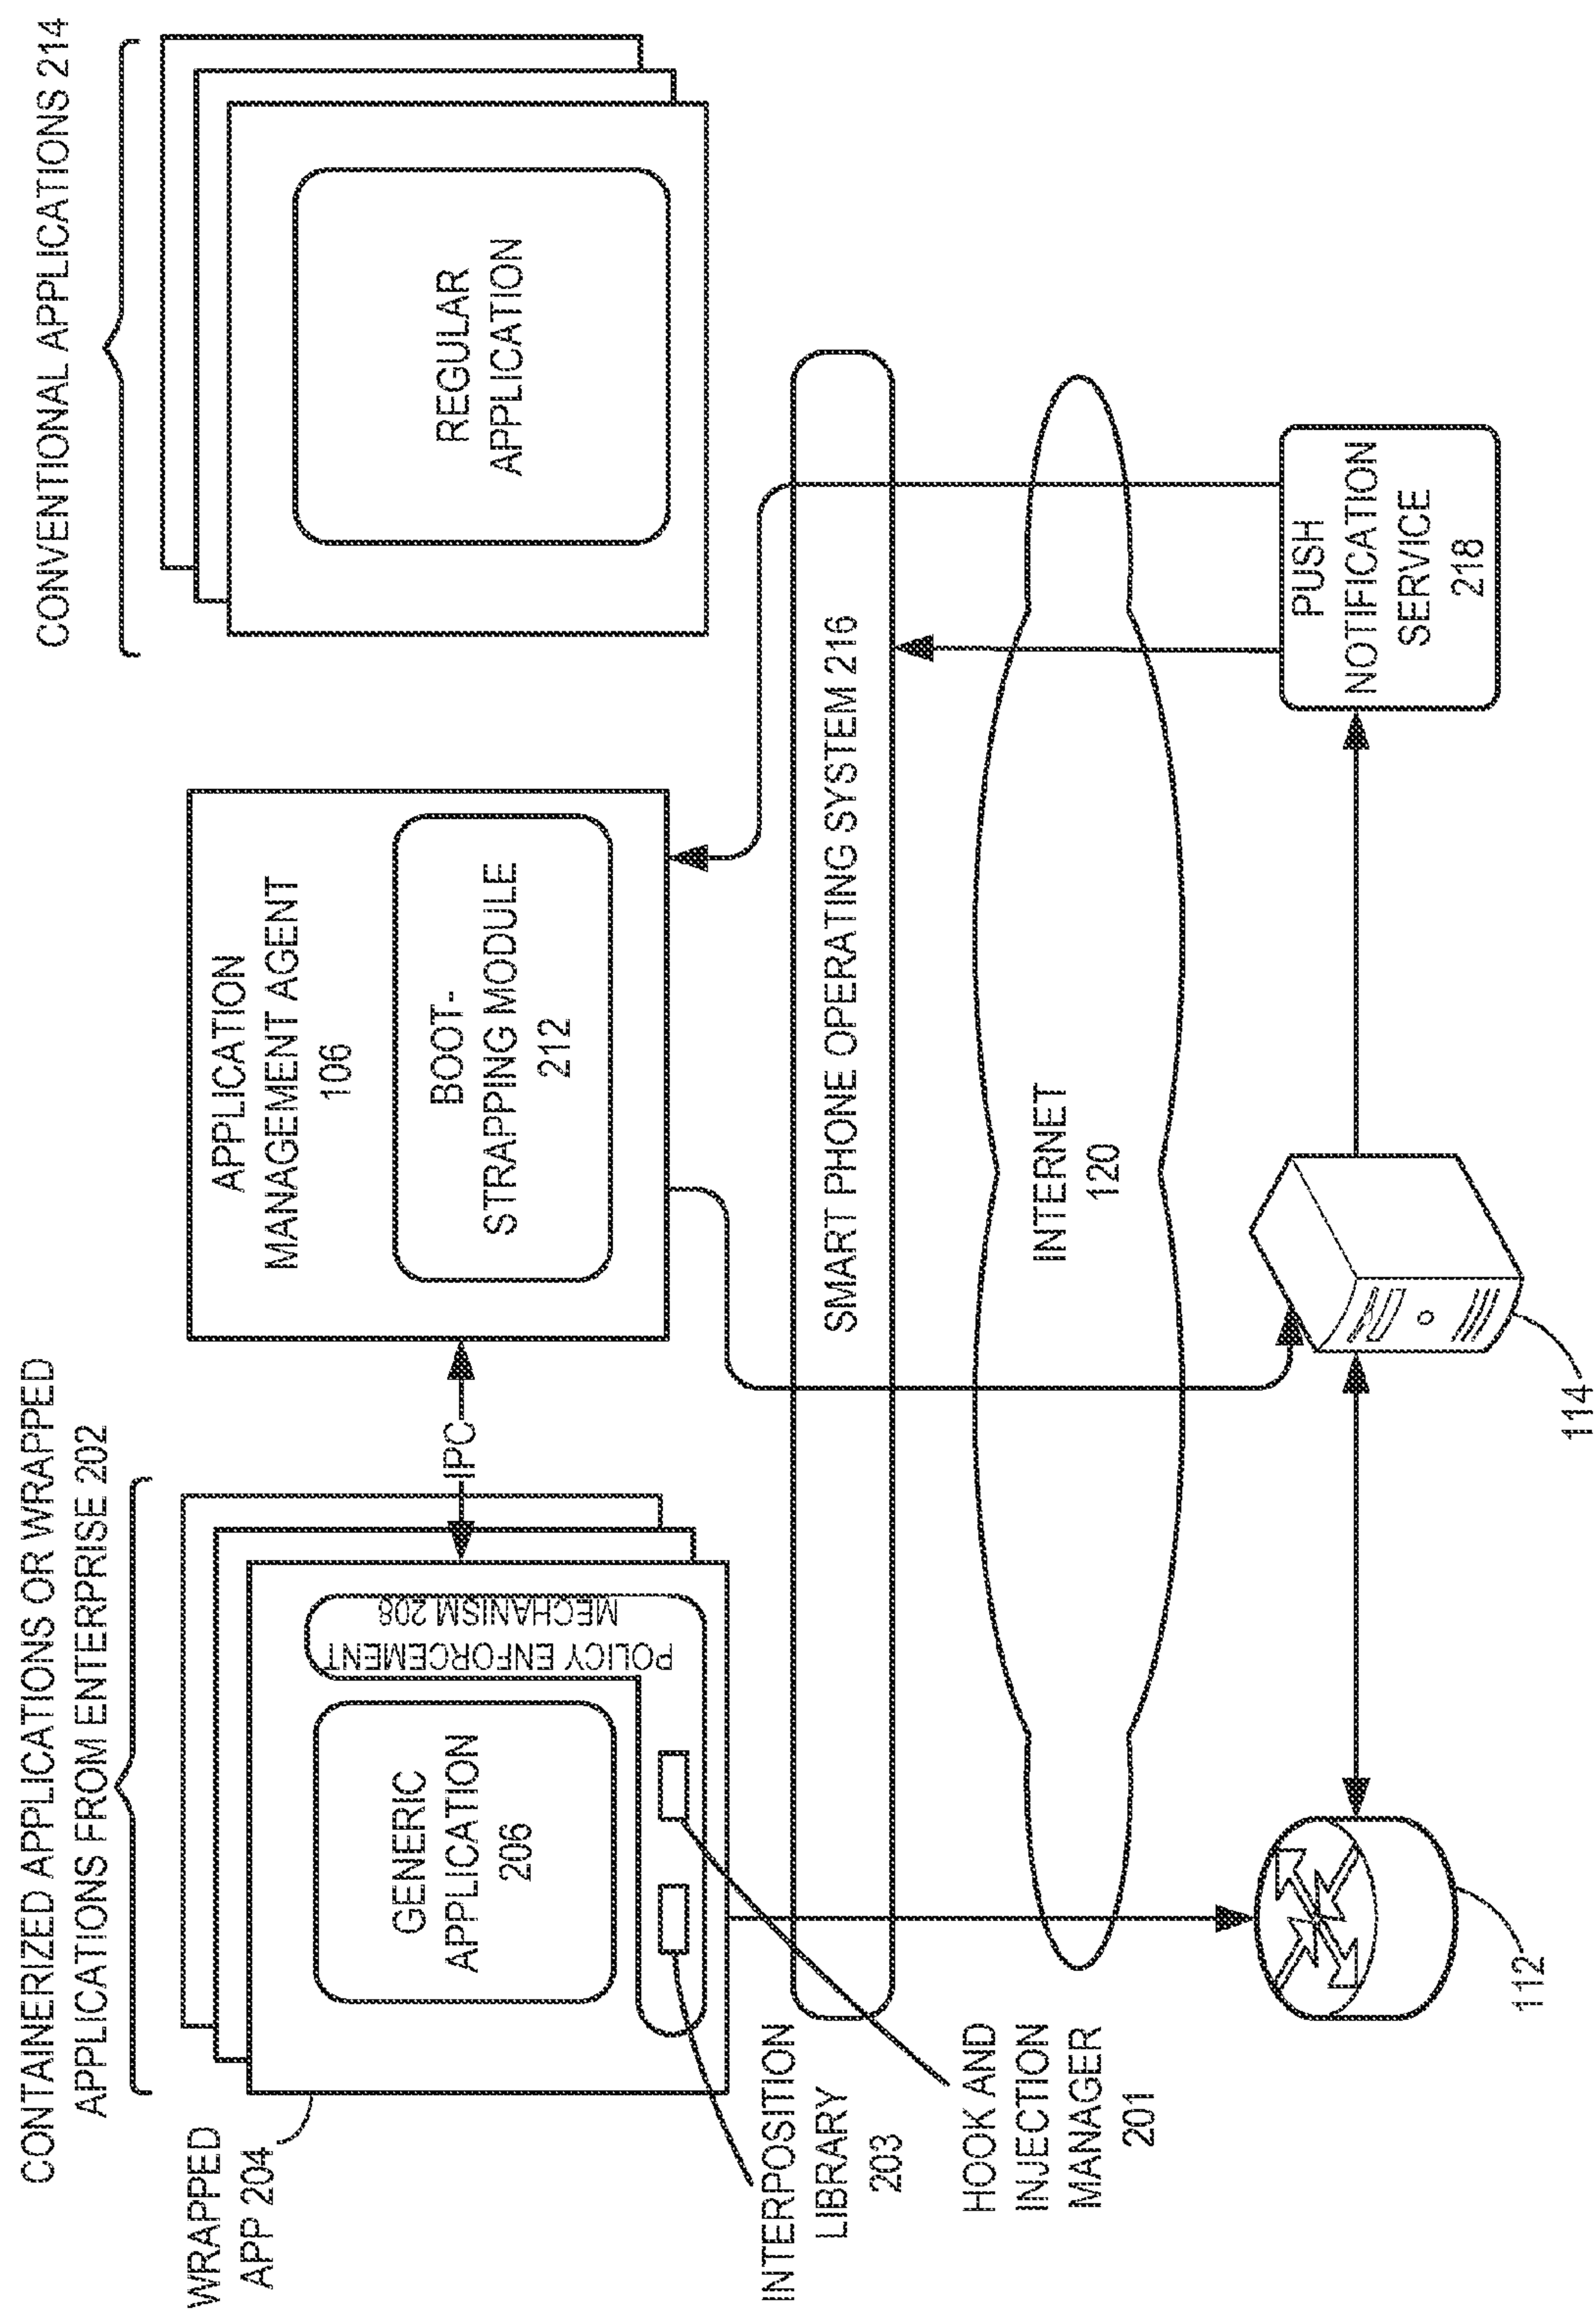 CONTAINERIZED APPLICATIONS OR WRAPPED
APPLICATIONS FROM ENTERPRISE 202
CONVENTIONAL APPLICATIONS 214
WRAPPED
APP 204
GENERIC
APPLICATION
206
POLICY ENFORCEMENT
MECHANISM 208
IPC
APPLICATION
MANAGEMENT AGENT
106
BOOT-
STRAPPING MODULE
212
REGULAR
APPLICATION
INTERPOSITION
LIBRARY
203
HOOK AND
INJECTION
MANAGER
201
SMART PHONE OPERATING SYSTEM 216
INTERNET
120
112
114
PUSH
NOTIFICATION
SERVICE
218